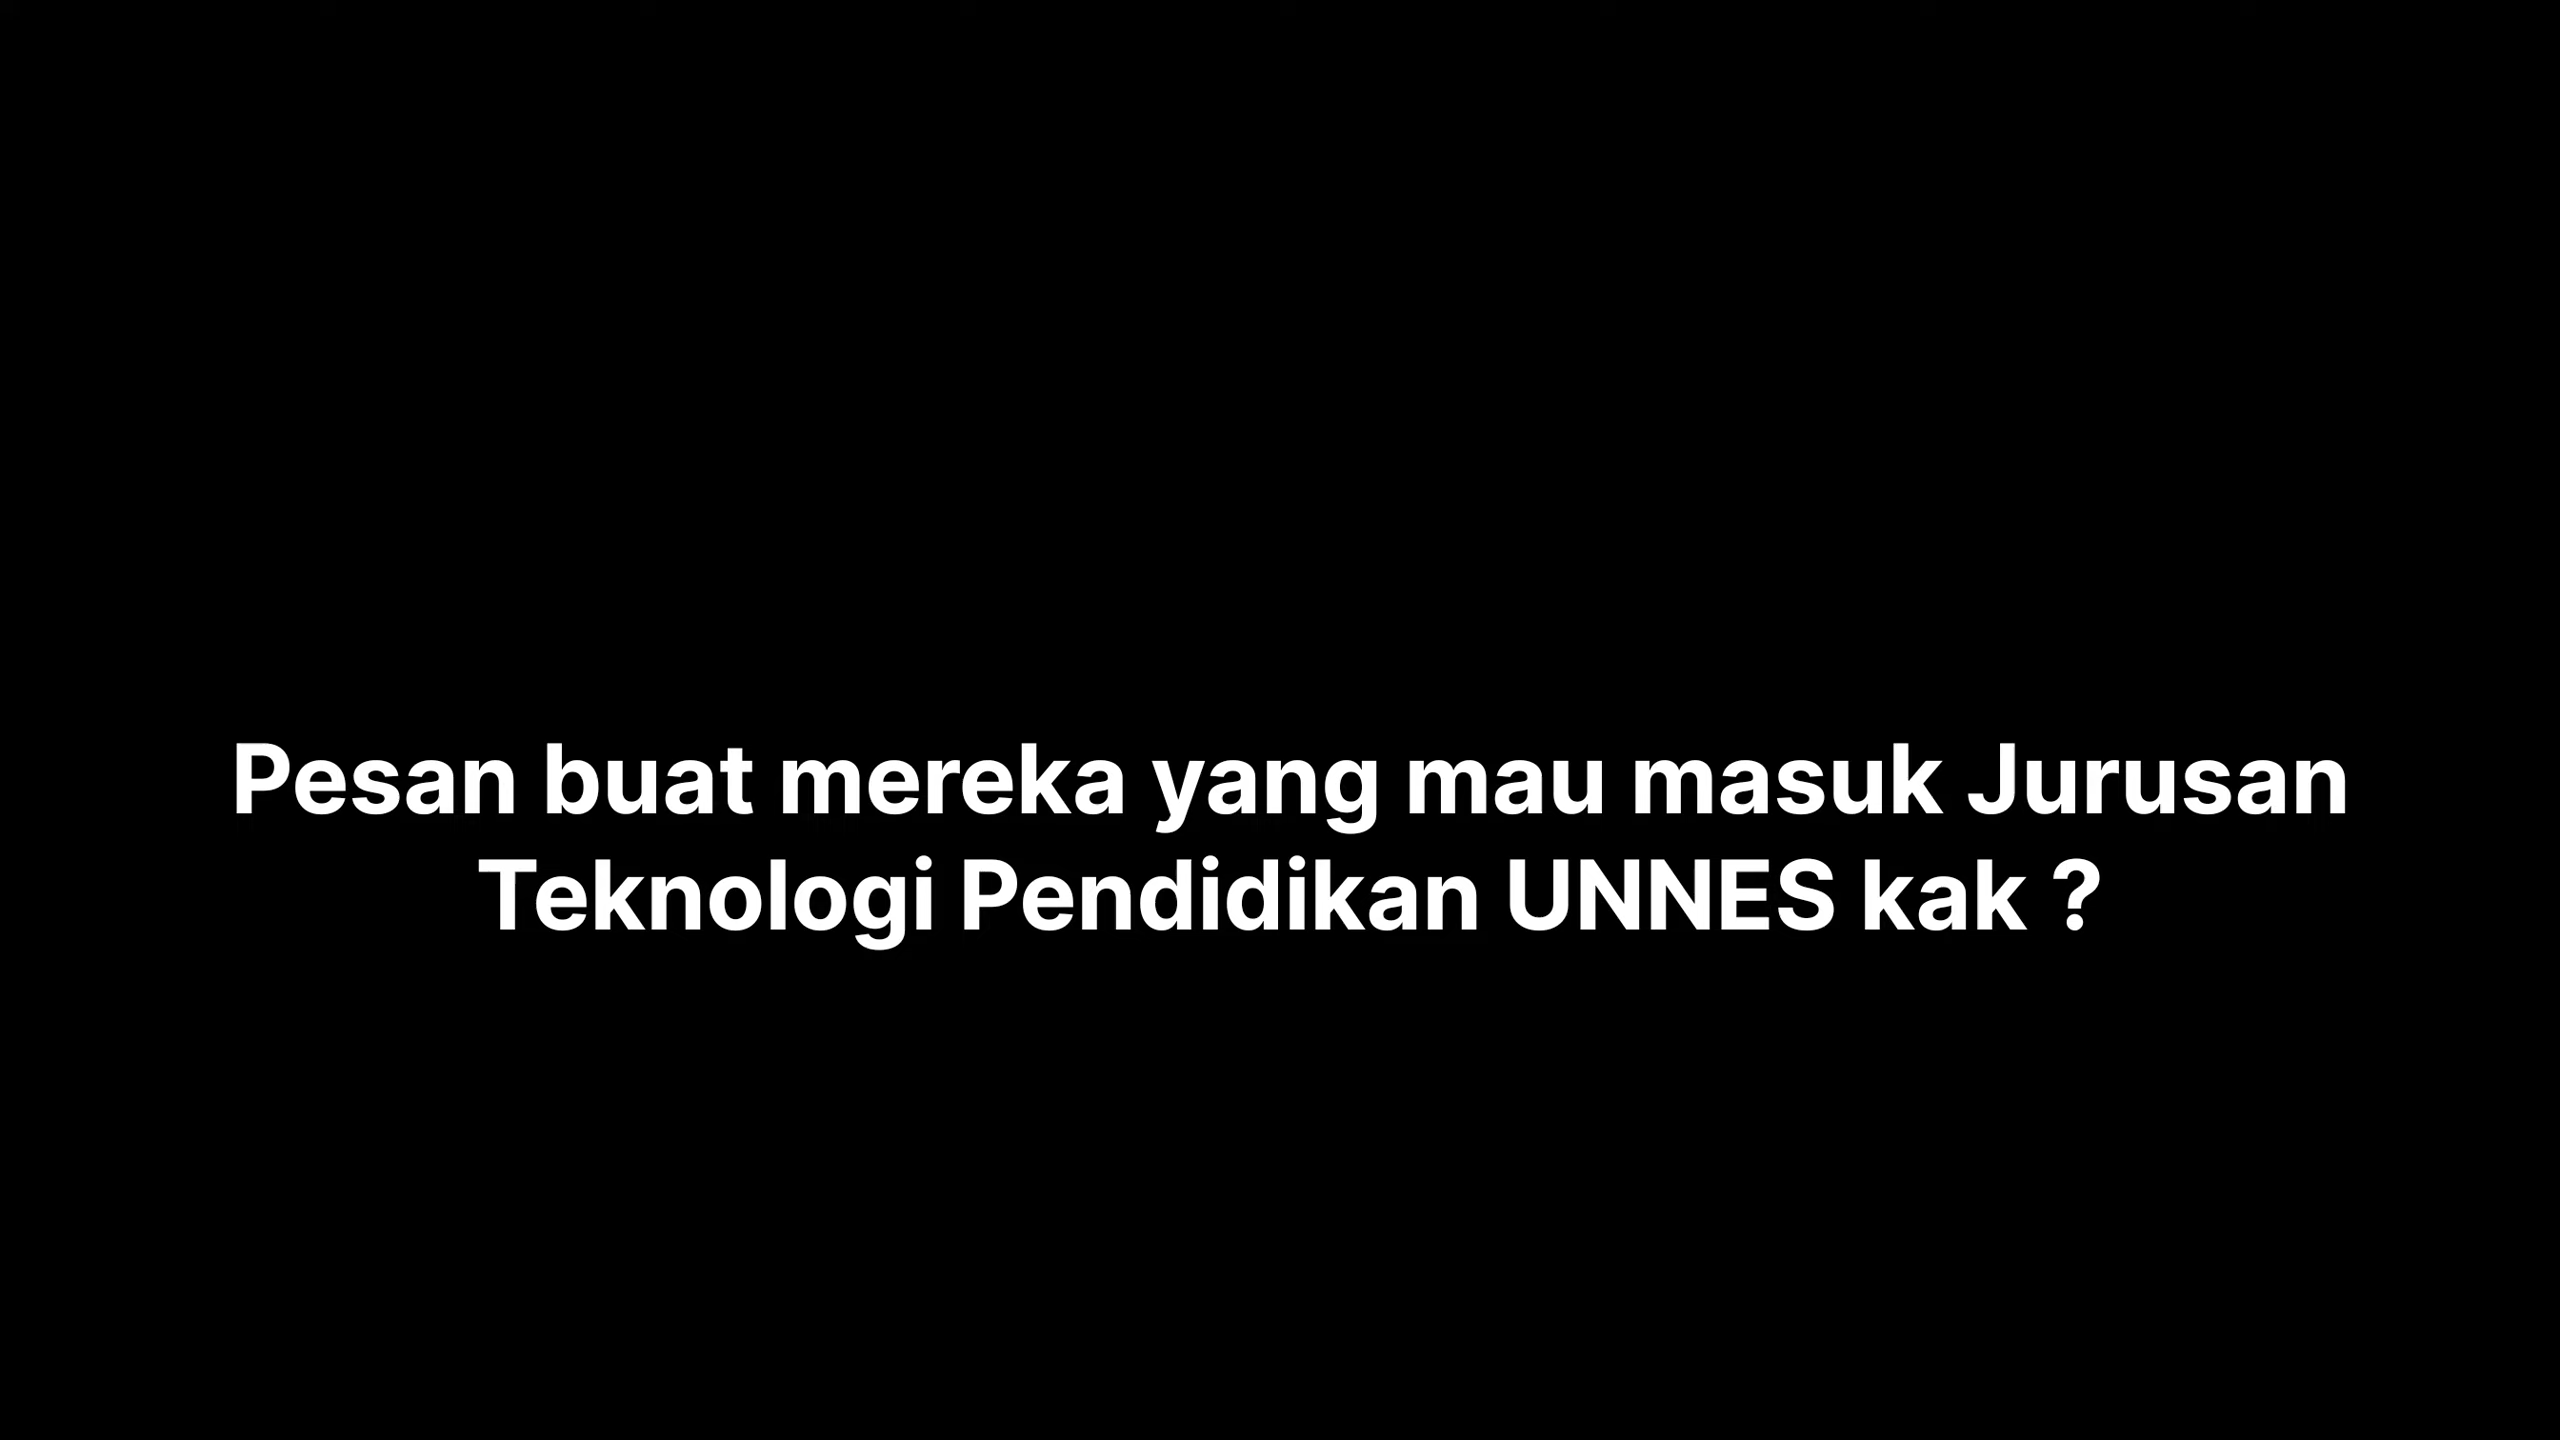 Pesan buat mereka yang mau masuk Jurusan
Teknologi Pendidikan UNNES kak ?